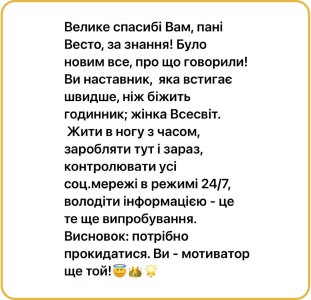 Велике спасибі Вам, пані
Весто, за знання! Було
новим все, про що говорили!
Ви наставник,  яка встигає
швидше, ніж біжить
годинник; жінка Всесвіт.
 Жити в ногу з часом,
заробляти тут і зараз,
контролювати усі
соц.мережі в режимі 24/7,
володіти інформацією - це
те ще випробування.
Висновок: потрібно
прокидатися. Ви - мотиватор
ще той!😇👑🌟